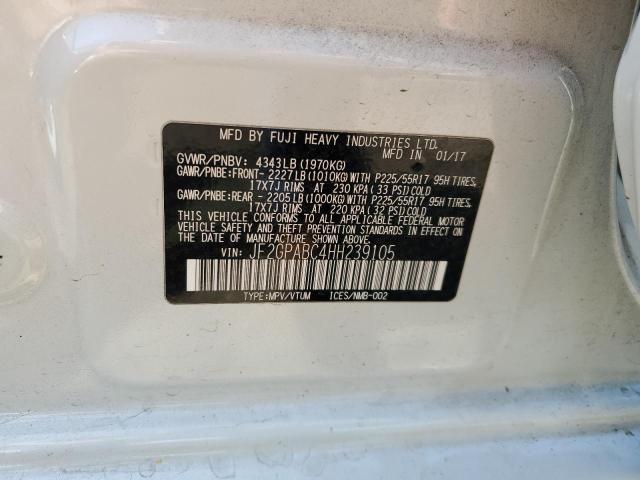 MFD BY FUJI HEAVY INDUSTRIES LTD.
GVWR/PNBV: 4343LB (1970KG) MFD IN 01/17
GAWR/PNBE:FRONT- 2227LB(1010KG)WITH P225/55R17 95H TIRES,
17X7J RIMS AT 230 KPA(33 PSI)COLD
GAWR/PNBE:REAR - 2205LB(1000KG)WITH P225/55R17 95H TIRES,
17X7J RIMS AT 220 KPA(32 PSI)COLD
THIS VEHICLE CONFORMS TO ALL APPLICABLE FEDERAL MOTOR
VEHICLE SAFETY AND THEFT PREVENTION STANDARDS IN EFFECT
ON THE DATE OF MANUFACTURE SHOWN ABOVE.
VIN: JF2GPABC4HH239105
TYPE:MPV/VTUM ICES/NMB-002